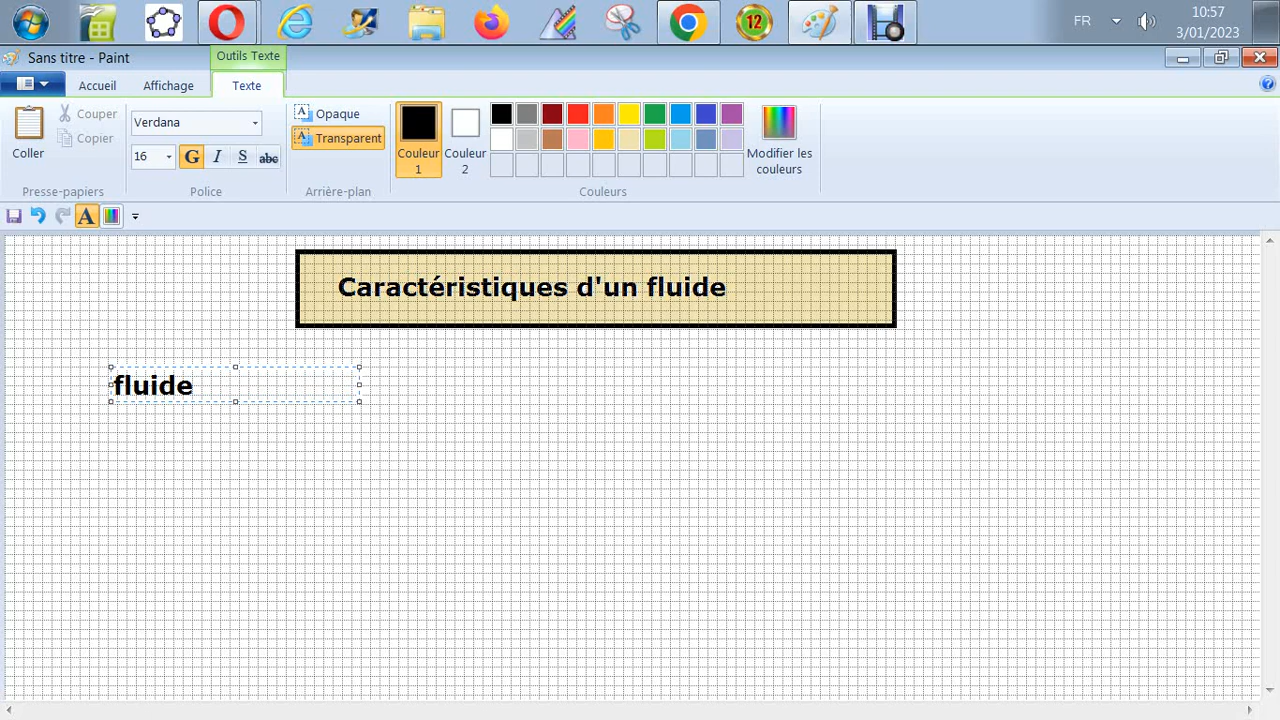 FR
10:57
3/01/2023
12
Sans titre - Paint
Outils Texte
Accueil
Affichage
Texte
Coller
Couper
Copier
Presse-papiers
Verdana
16
G I S abc
Police
Opaque
Transparent
Arrière-plan
Couleur 1
Couleur 2
Modifier les couleurs
Couleurs
A
Caractéristiques d'un fluide
fluide